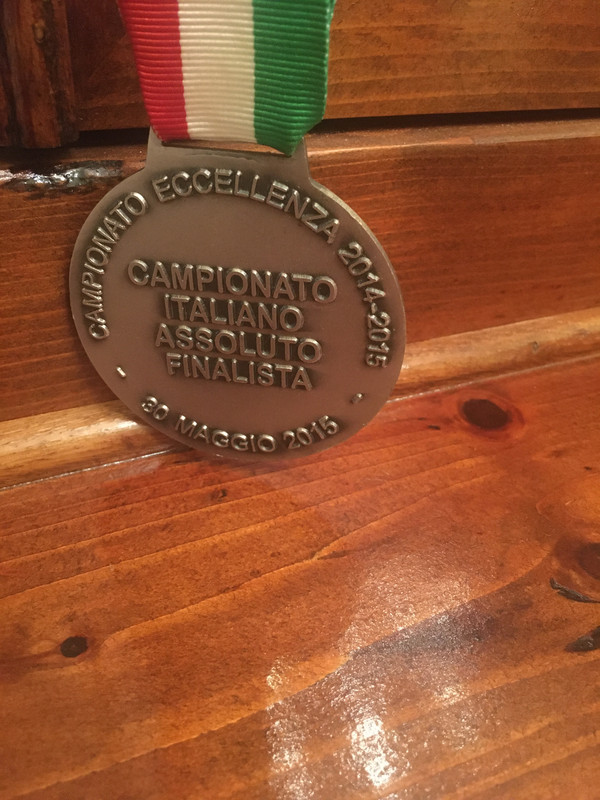 CAMPIONATO ECCELLENZA 2014-2015
CAMPIONATO
ITALIANO
ASSOLUTO
FINALISTA
- 30 MAGGIO 2015 -